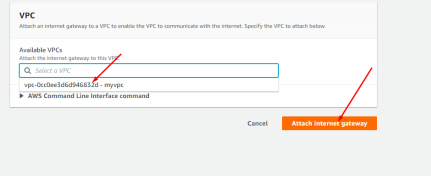 VPC
Attach an internet gateway to a VPC to enable the VPC to communicate with the internet. Specify the VPC to attach below.
Available VPCs
Attach the internet gateway to this VPC.
Select a VPC
vpc-0cc0ee3d6d946832d - myvpc
AWS Command Line Interface command
Cancel
Attach internet gateway